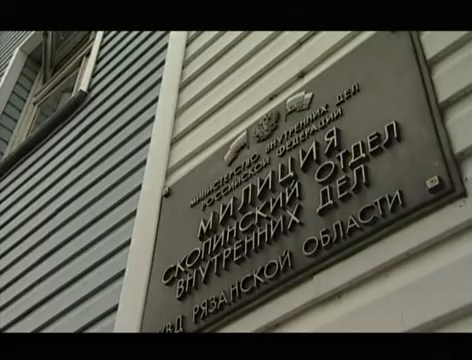 МИНИСТЕРСТВО ВНУТРЕННИХ ДЕЛ
РОССИЙСКОЙ ФЕДЕРАЦИИ
МИЛИЦИЯ
СКОПИНСКИЙ ОТДЕЛ
ВНУТРЕННИХ ДЕЛ
УВД РЯЗАНСКОЙ ОБЛАСТИ